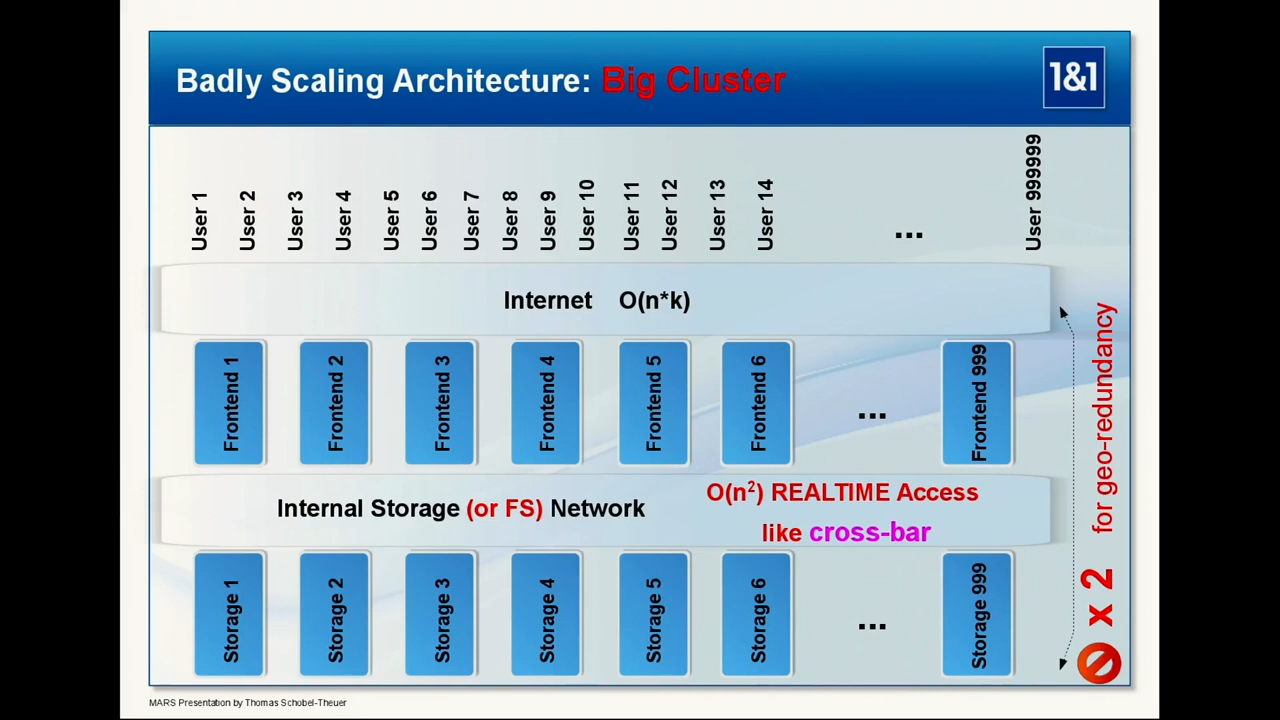 Badly Scaling Architecture: Big Cluster
1&1
User 1
User 2
User 3
User 4
User 5
User 6
User 7
User 8
User 9
User 10
User 11
User 12
User 13
User 14
...
User 999999
Internet O(n*k)
Frontend 1
Frontend 2
Frontend 3
Frontend 4
Frontend 5
Frontend 6
...
Frontend 999
Internal Storage (or FS) Network
O(n²) REALTIME Access
like cross-bar
Storage 1
Storage 2
Storage 3
Storage 4
Storage 5
Storage 6
...
Storage 999
x 2 for geo-redundancy
MARS Presentation by Thomas Schöbel-Theuer